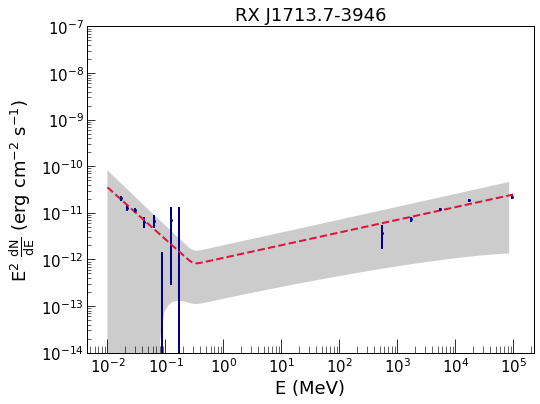 RX J1713.7-3946
10⁻⁷
10⁻⁸
10⁻⁹
10⁻¹⁰
10⁻¹¹
10⁻¹²
10⁻¹³
10⁻¹⁴
E² dN/dE (erg cm⁻² s⁻¹)
10⁻² 10⁻¹ 10⁰ 10¹ 10² 10³ 10⁴ 10⁵
E (MeV)